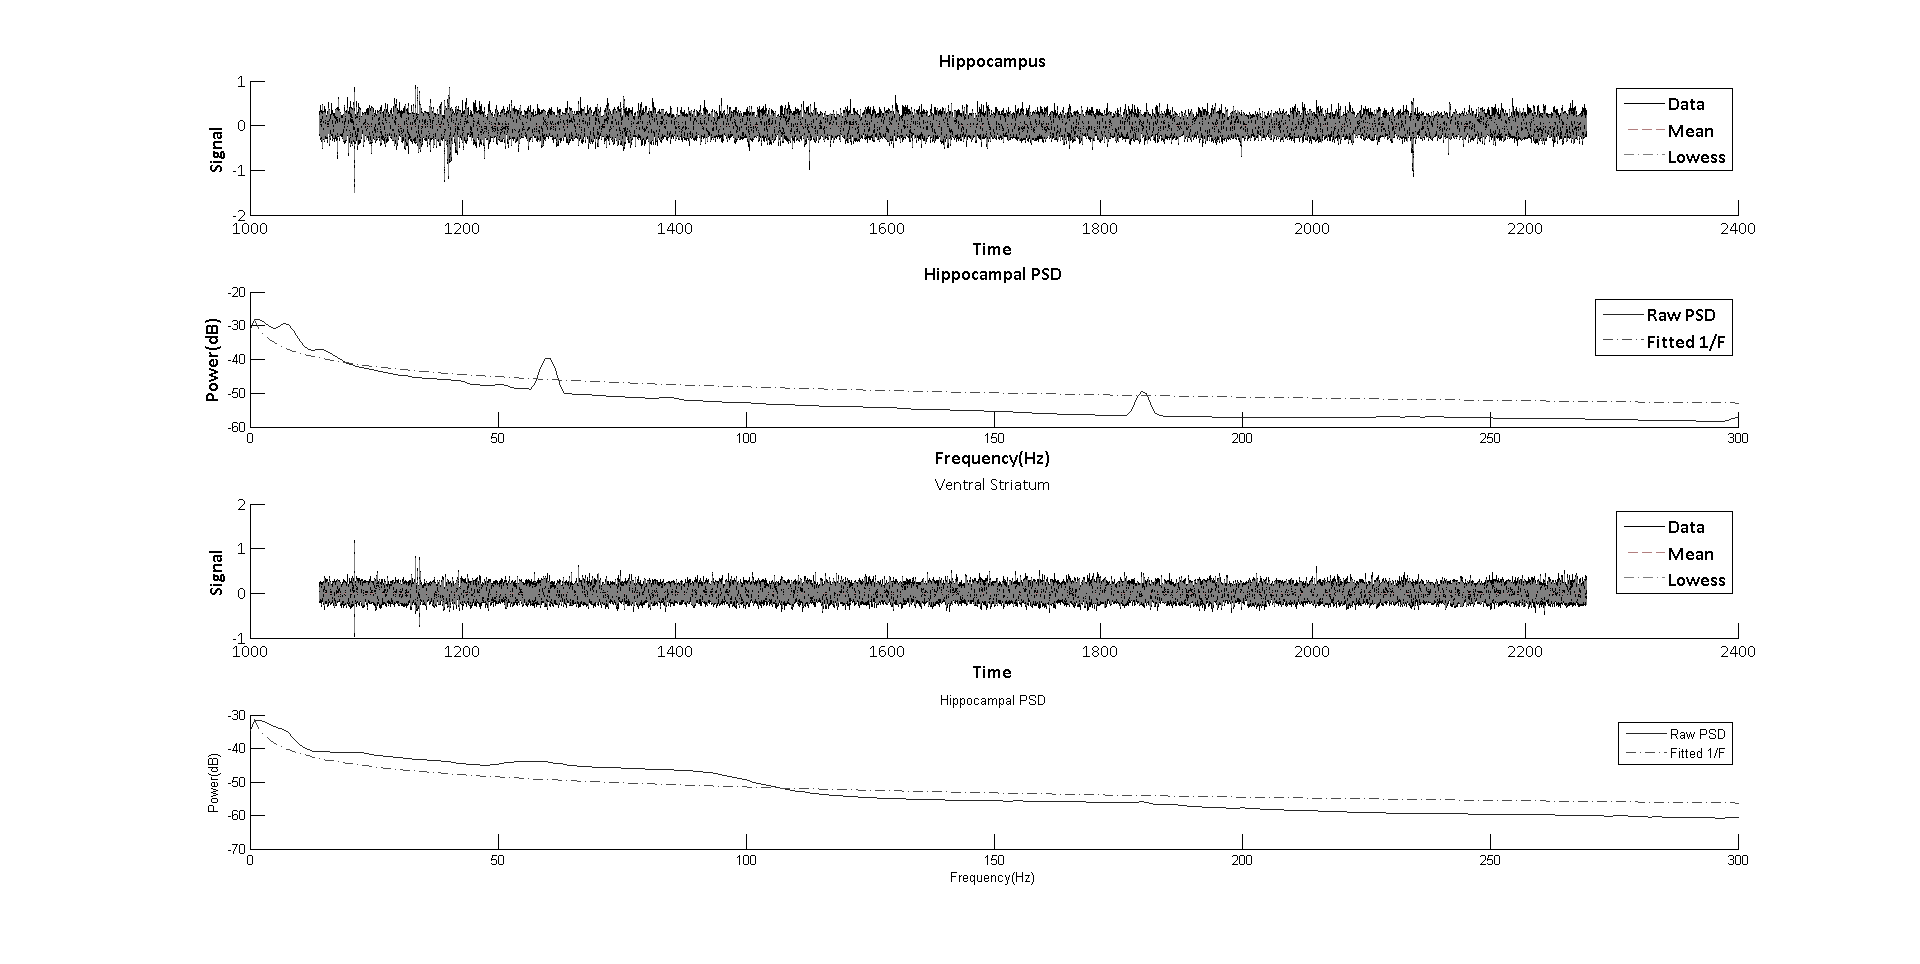 Hippocampus
1
0
-1
-2
Signal
Data
Mean
Lowess
1000 1200 1400 1600 1800 2000 2200 2400
Time
Hippocampal PSD
-20
-30
-40
-50
-60
Power(dB)
Raw PSD
Fitted 1/F
0 50 100 150 200 250 300
Frequency(Hz)
Ventral Striatum
2
1
0
-1
Signal
Data
Mean
Lowess
1000 1200 1400 1600 1800 2000 2200 2400
Time
Hippocampal PSD
-30
-40
-50
-60
-70
Power(dB)
Raw PSD
Fitted 1/F
0 50 100 150 200 250 300
Frequency(Hz)